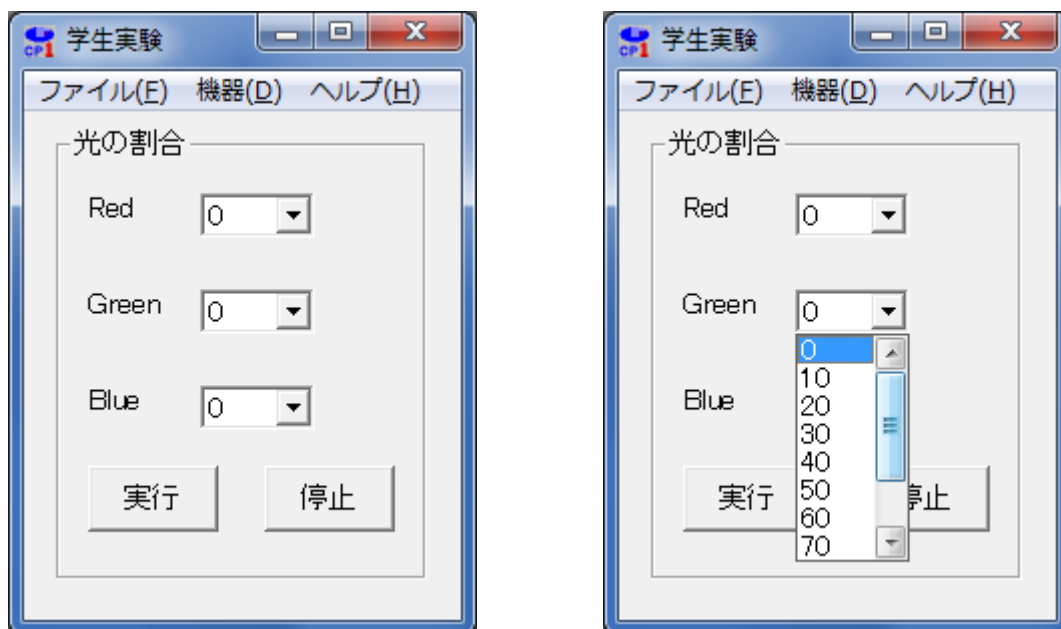 学生実験
ファイル(F) 機器(D) ヘルプ(H)
光の割合
Red 0
Green 0
Blue 0
実行 停止
学生実験
ファイル(F) 機器(D) ヘルプ(H)
光の割合
Red 0
Green 0
0
10
20
30
40
50
60
70
Blue
実行 停止